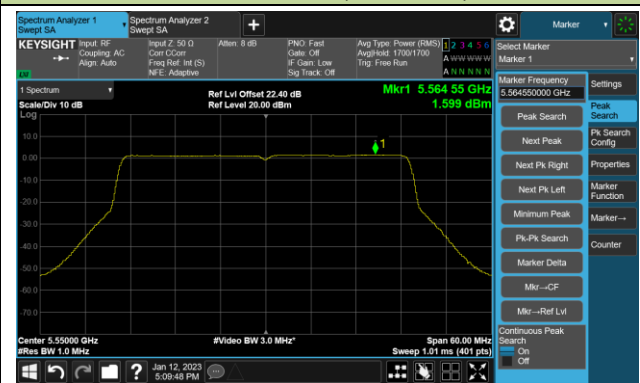 Spectrum Analyzer 1
Swept SA
Spectrum Analyzer 2
Swept SA
+
Marker
KEYSIGHT
Input: RF
Coupling: AC
Align: Auto
Input Z: 50 Ω
Corr CCorr
Freq Ref: Int (S)
NFE: Adaptive
Atten: 8 dB
PNO: Fast
Gate: Off
IF Gain: Low
Sig Track: Off
Avg Type: Power (RMS)
Avg|Hold: 1700/1700
Trig: Free Run
1 2 3 4 5 6
A W W W W W
A N N N N N
Select Marker
Marker 1
1 Spectrum
Scale/Div 10 dB
Log
Ref Lvl Offset 22.40 dB
Ref Level 20.00 dBm
Mkr1 5.564 55 GHz
1.599 dBm
10.0
0.00
-10.0
-20.0
-30.0
-40.0
-50.0
-60.0
-70.0
1
Center 5.55000 GHz
#Res BW 1.0 MHz
#Video BW 3.0 MHz*
Span 60.00 MHz
Sweep 1.01 ms (401 pts)
Marker Frequency
5.564550000 GHz
Peak Search
Next Peak
Next Pk Right
Next Pk Left
Minimum Peak
Pk-Pk Search
Marker Delta
Mkr→CF
Mkr→Ref Lvl
Continuous Peak
Search
On
Off
Settings
Peak
Search
Pk Search
Config
Properties
Marker
Function
Marker→
Counter
?
Jan 12, 2023
5:09:48 PM